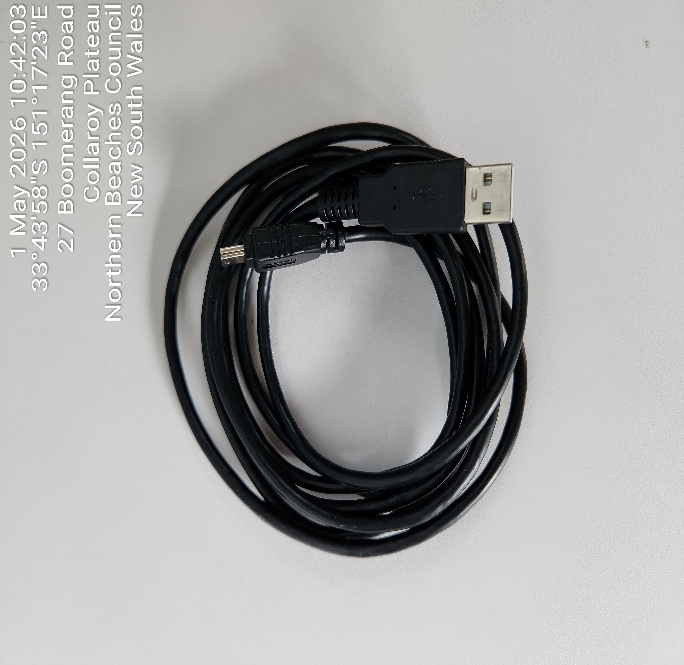 1 May 2026 10:42:03
33°43'58"S 151°17'23"E
27 Boomerang Road
Collaroy Plateau
Northern Beaches Council
New South Wales